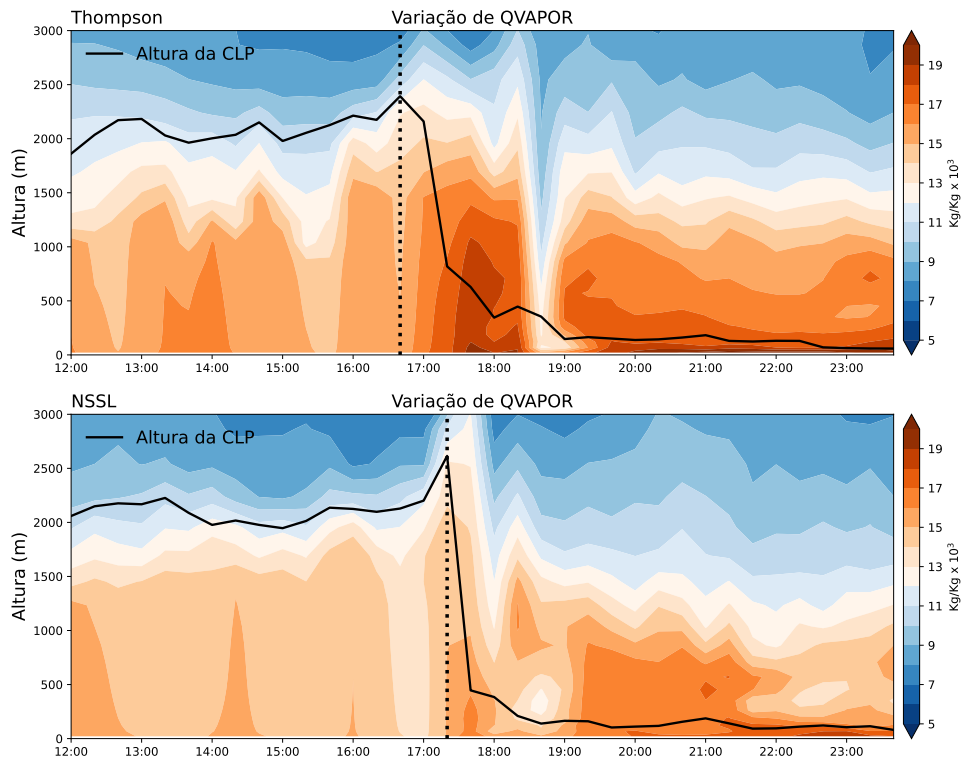 Thompson
Variação de QVAPOR
Altura da CLP
Altura (m)
3000
2500
2000
1500
1000
500
0
12:00 13:00 14:00 15:00 16:00 17:00 18:00 19:00 20:00 21:00 22:00 23:00
19
17
15
13
11
9
7
5
Kg/Kg x 10³
NSSL
Variação de QVAPOR
Altura da CLP
Altura (m)
3000
2500
2000
1500
1000
500
0
12:00 13:00 14:00 15:00 16:00 17:00 18:00 19:00 20:00 21:00 22:00 23:00
19
17
15
13
11
9
7
5
Kg/Kg x 10³